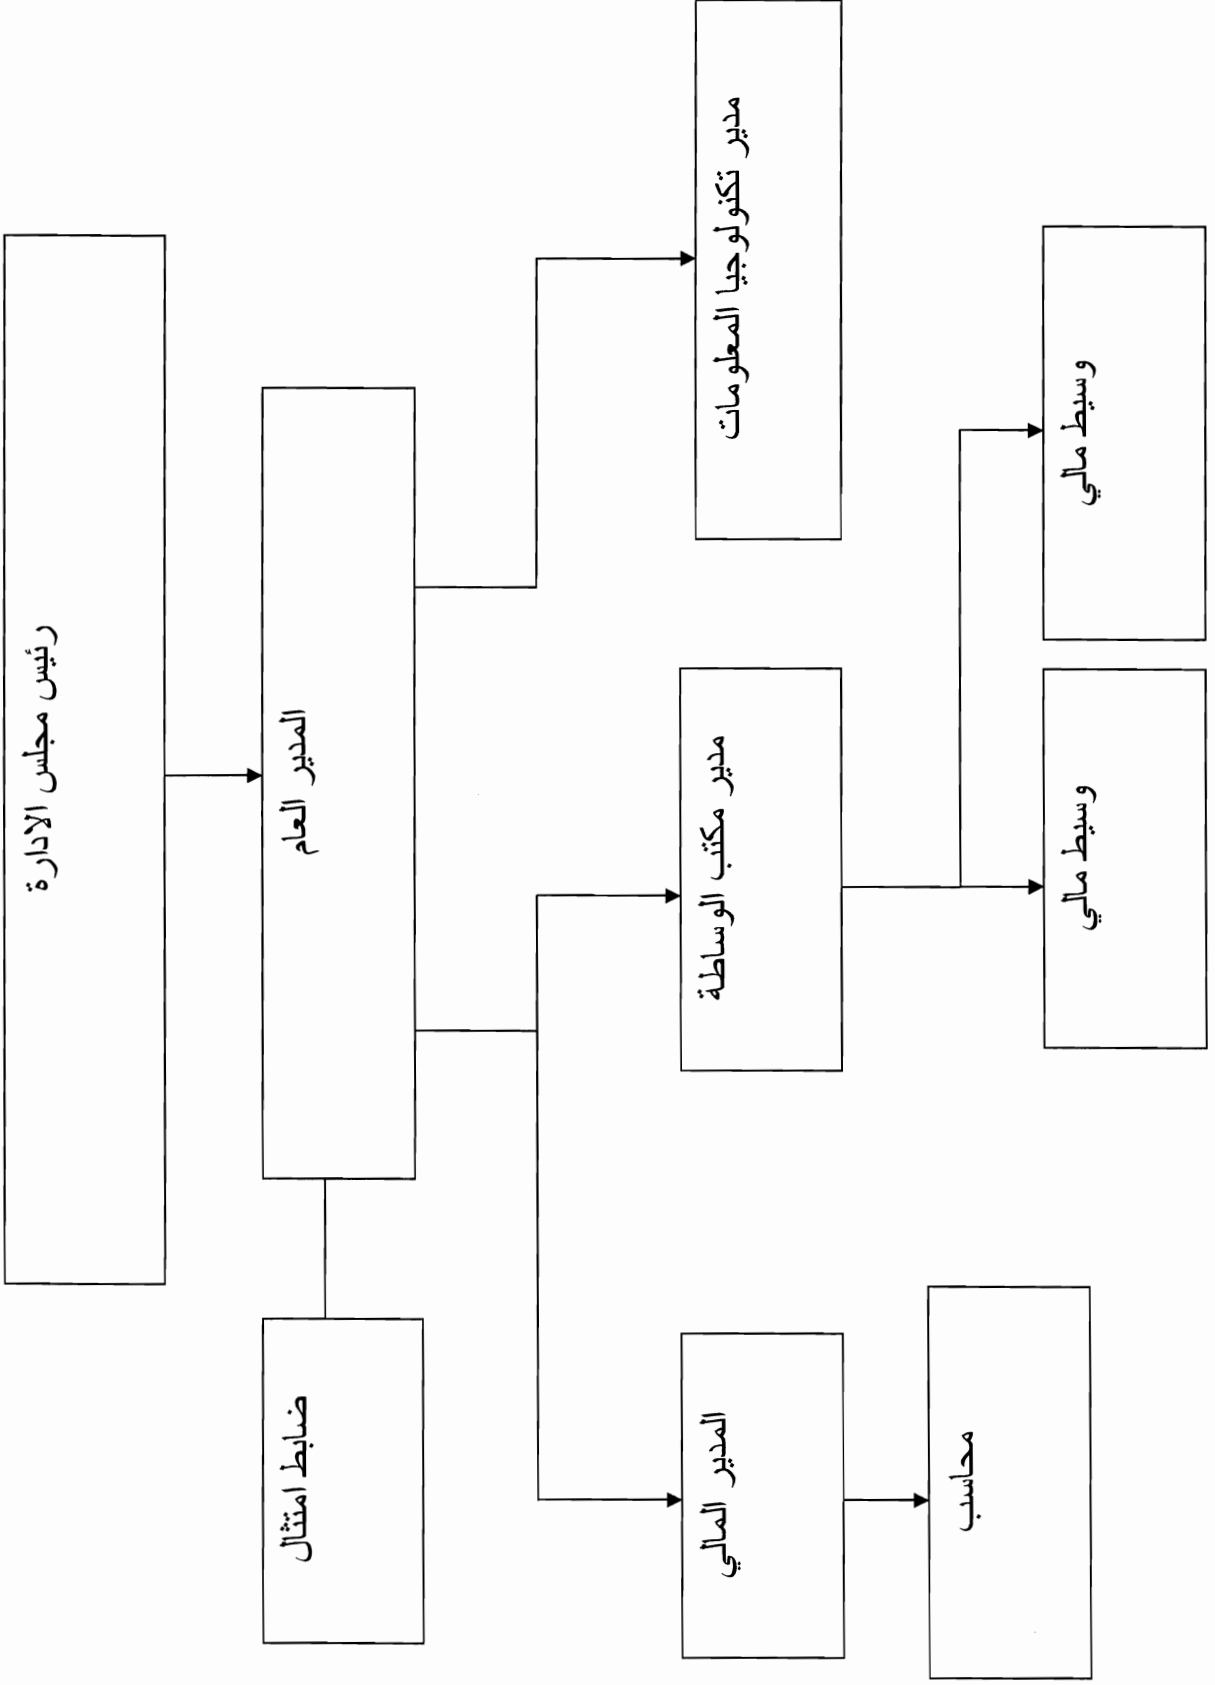 رئيس مجلس الادارة
المدير العام
ضابط امتثال
مدير تكنولوجيا المعلومات
مدير مكتب الوساطة
المدير المالي
وسيط مالي
وسيط مالي
محاسب